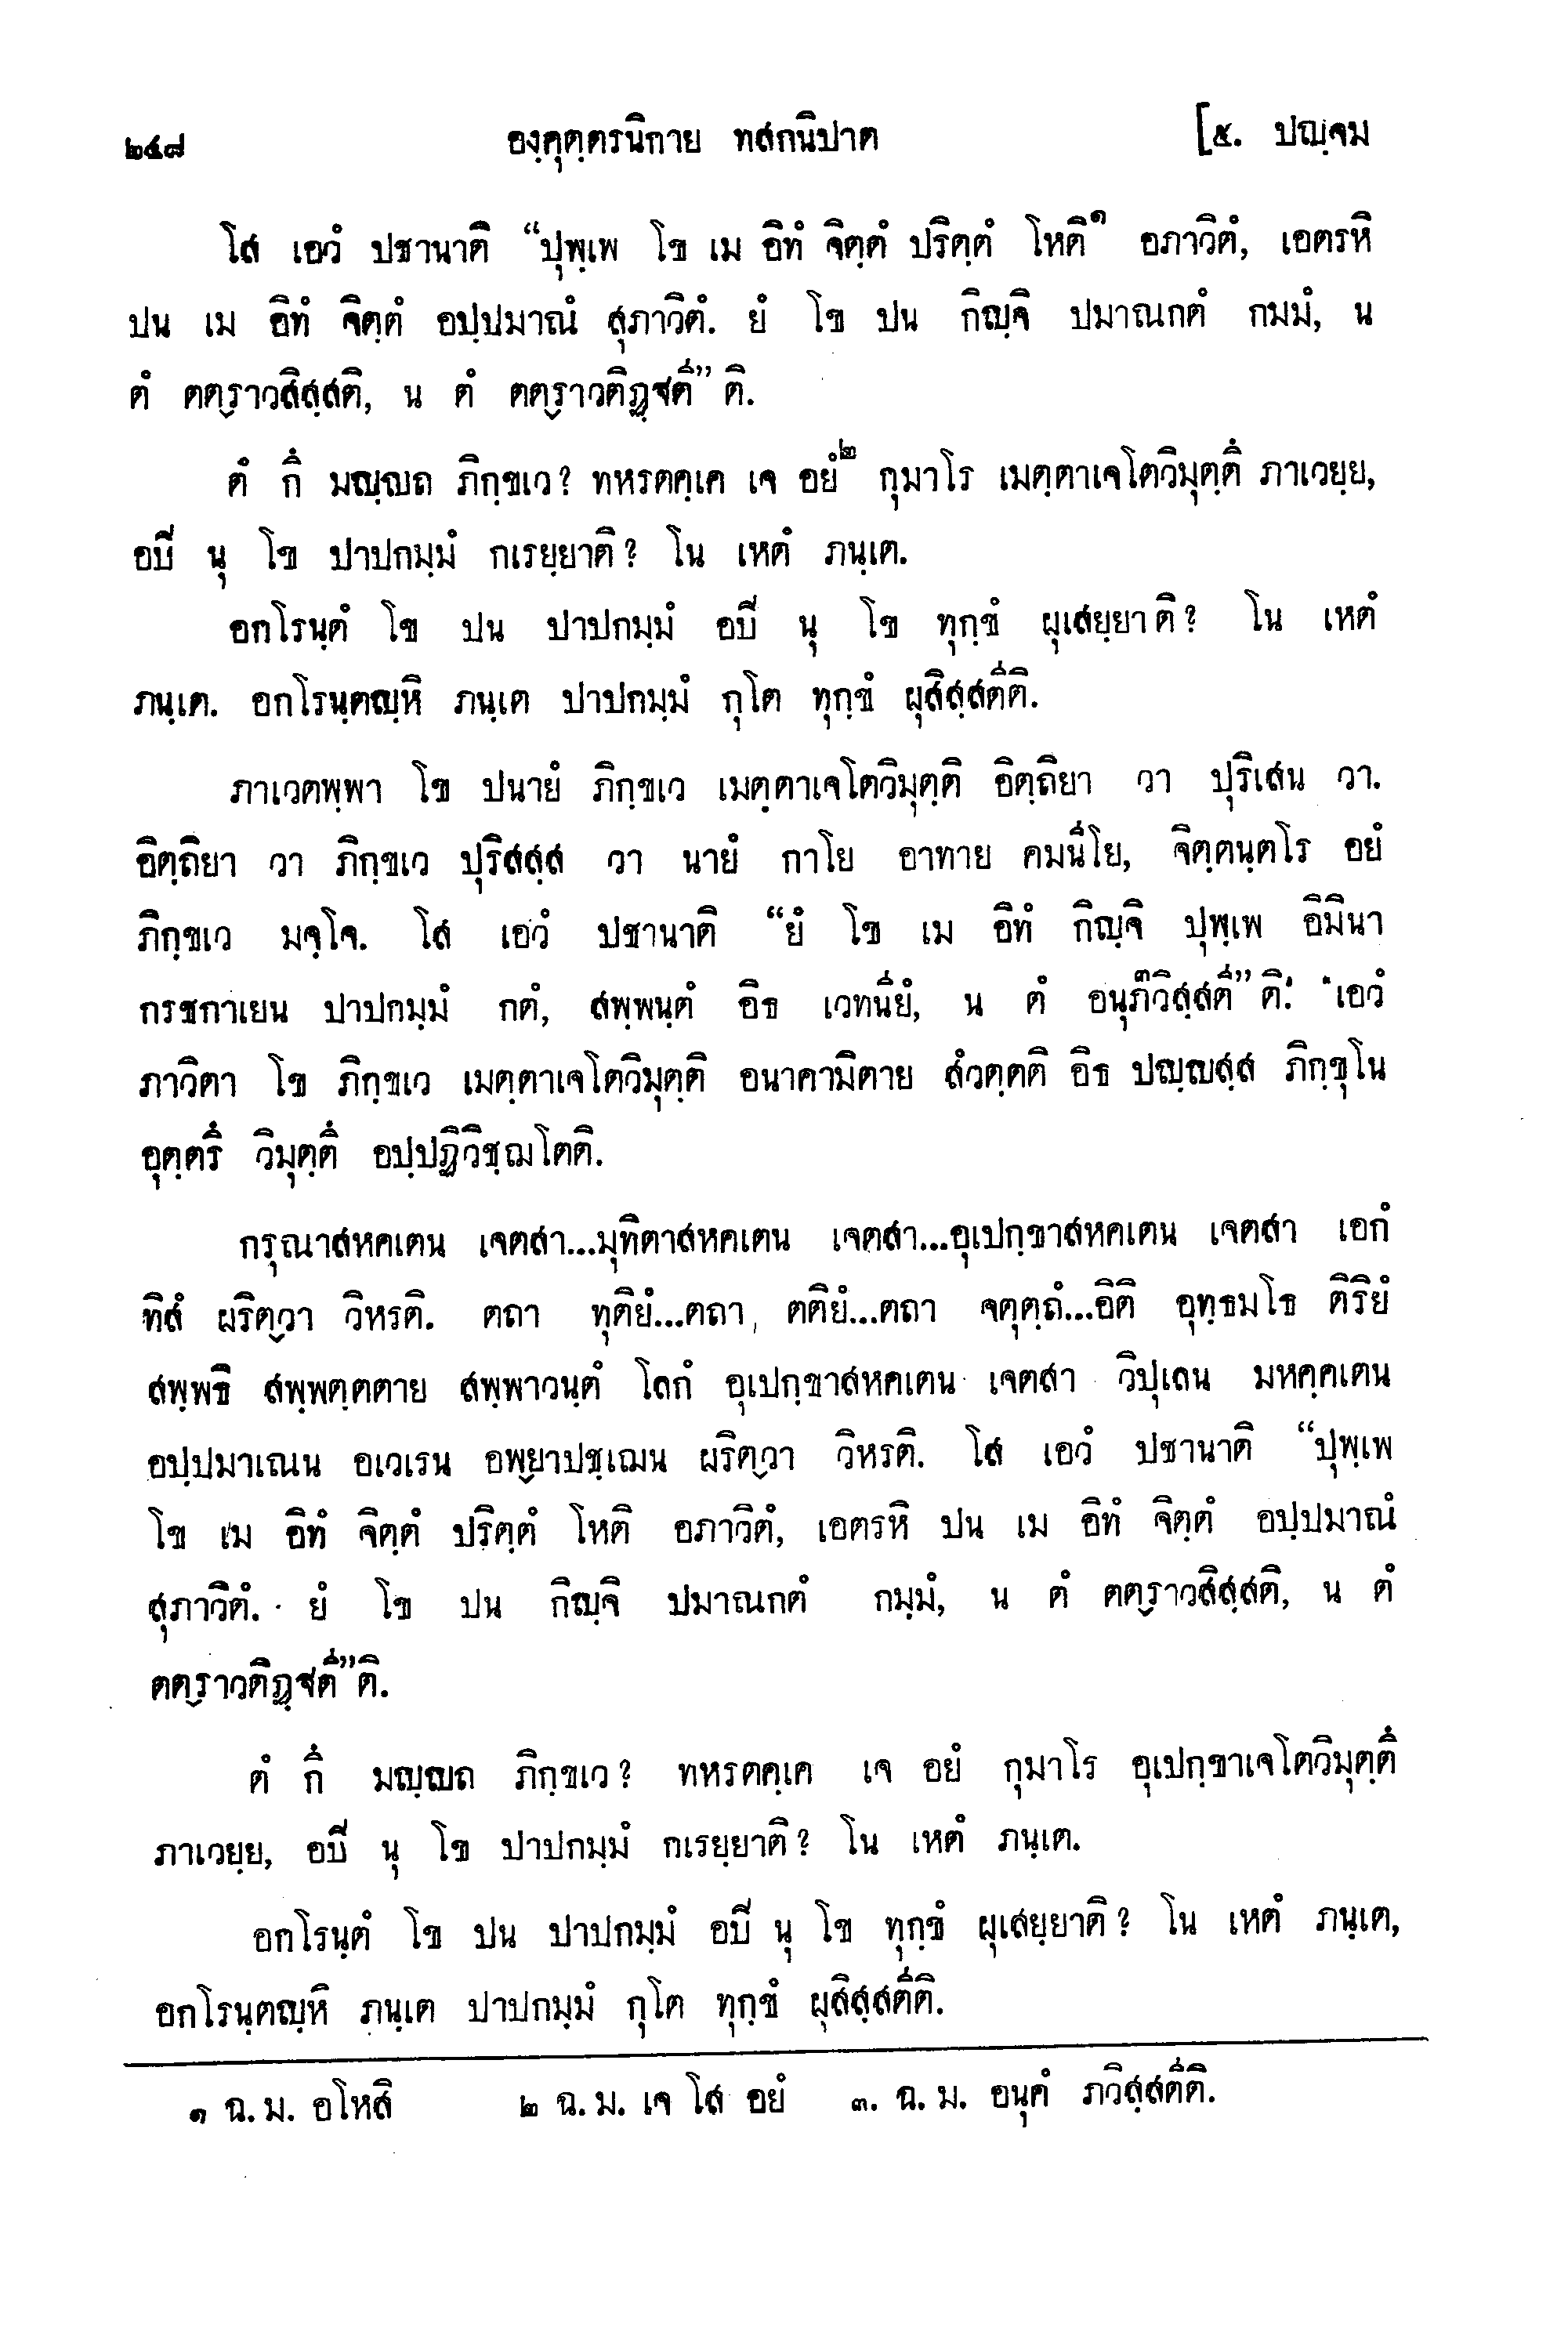 ๒๔๘ องฺคุตฺตรนิกาย ทสกนิปาต [๕. ปญฺจม
โส เอวํ ปชานาติ “ปุพฺเพ โข เม อิทํ จิตฺตํ ปริตฺตํ โหติ๑ อภาวิตํ, เอตรหิ
ปน เม อิทํ จิตฺตํ อปฺปมาณํ สุภาวิตํ. ยํ โข ปน กิญฺจิ ปมาณกตํ กมมํ, น
ตํ ตตฺราวสิสฺสติ, น ตํ ตตฺราวติฏฺฐตี” ติ.
ตํ กึ มญฺญถ ภิกฺขเว? ทหรตคฺเค เจ อยํ๒ กุมาโร เมตฺตาเจโตวิมุตฺตึ ภาเวยฺย,
อปิ นุ โข ปาปกมฺมํ กเรยฺยาติ? โน เหตํ ภนฺเต.
อกโรนฺตํ โข ปน ปาปกมฺมํ อปิ นุ โข ทุกฺขํ ผุเสยฺยาติ? โน เหตํ
ภนฺเต. อกโรนฺตญฺหิ ภนฺเต ปาปกมฺมํ กุโต ทุกฺขํ ผุสิสฺสตีติ.
ภาเวตพฺพา โข ปนายํ ภิกฺขเว เมตฺตาเจโตวิมุตฺติ อิตฺถิยา วา ปุริเสน วา.
อิตฺถิยา วา ภิกฺขเว ปุริสสฺส วา นายํ กาโย อาทาย คมนีโย, จิตฺตนฺตโร อยํ
ภิกฺขเว มจฺโจ. โส เอวํ ปชานาติ “ยํ โข เม อิทํ กิญฺจิ ปุพฺเพ อิมินา
กรชกาเยน ปาปกมฺมํ กตํ, สพฺพนฺตํ อิธ เวทนียํ, น ตํ อนุภ๓วิสฺสตี” ติ. เอวํ
ภาวิตา โข ภิกฺขเว เมตฺตาเจโตวิมุตฺติ อนาคามิตาย สํวตฺตติ อิธ ปญฺญสฺส ภิกฺขุโน
อุตฺตรึ วิมุตฺตึ อปฺปฏิวิชฺฌโตติ.
กรุณาสหคเตน เจตสา...มุทิตาสหคเตน เจตสา...อุเปกฺขาสหคเตน เจตสา เอกํ
ทิสํ ผริตฺวา วิหรติ. ตถา ทุติยํ...ตถา ตติยํ...ตถา จตุตฺถํ...อิติ อุทฺธมโธ ติริยํ
สพฺพธิ สพฺพตฺตตาย สพฺพาวนฺตํ โลกํ อุเปกฺขาสหคเตน เจตสา วิปุเลน มหคฺคเตน
อปฺปมาเณน อเวเรน อพฺยาปชฺเฌน ผริตฺวา วิหรติ. โส เอวํ ปชานาติ “ปุพฺเพ
โข เม อิทํ จิตฺตํ ปริตฺตํ โหติ อภาวิตํ, เอตรหิ ปน เม อิทํ จิตฺตํ อปฺปมาณํ
สุภาวิตํ. ยํ โข ปน กิญฺจิ ปมาณกตํ กมฺมํ, น ตํ ตตฺราวสิสฺสติ, น ตํ
ตตฺราวติฏฺฐตี”ติ.
ตํ กึ มญฺญถ ภิกฺขเว? ทหรตคฺเค เจ อยํ กุมาโร อุเปกฺขาเจโตวิมุตฺตึ
ภาเวยฺย, อปิ นุ โข ปาปกมฺมํ กเรยฺยาติ? โน เหตํ ภนฺเต.
อกโรนฺตํ โข ปน ปาปกมฺมํ อปิ นุ โข ทุกฺขํ ผุเสยฺยาติ? โน เหตํ ภนฺเต,
อกโรนฺตญฺหิ ภนฺเต ปาปกมฺมํ กุโต ทุกฺขํ ผุสิสฺสตีติ.
๑ ฉ. ม. อโหสิ ๒ ฉ. ม. เจ โส อยํ ๓. ฉ. ม. อนุคํ ภวิสฺสตีติ.